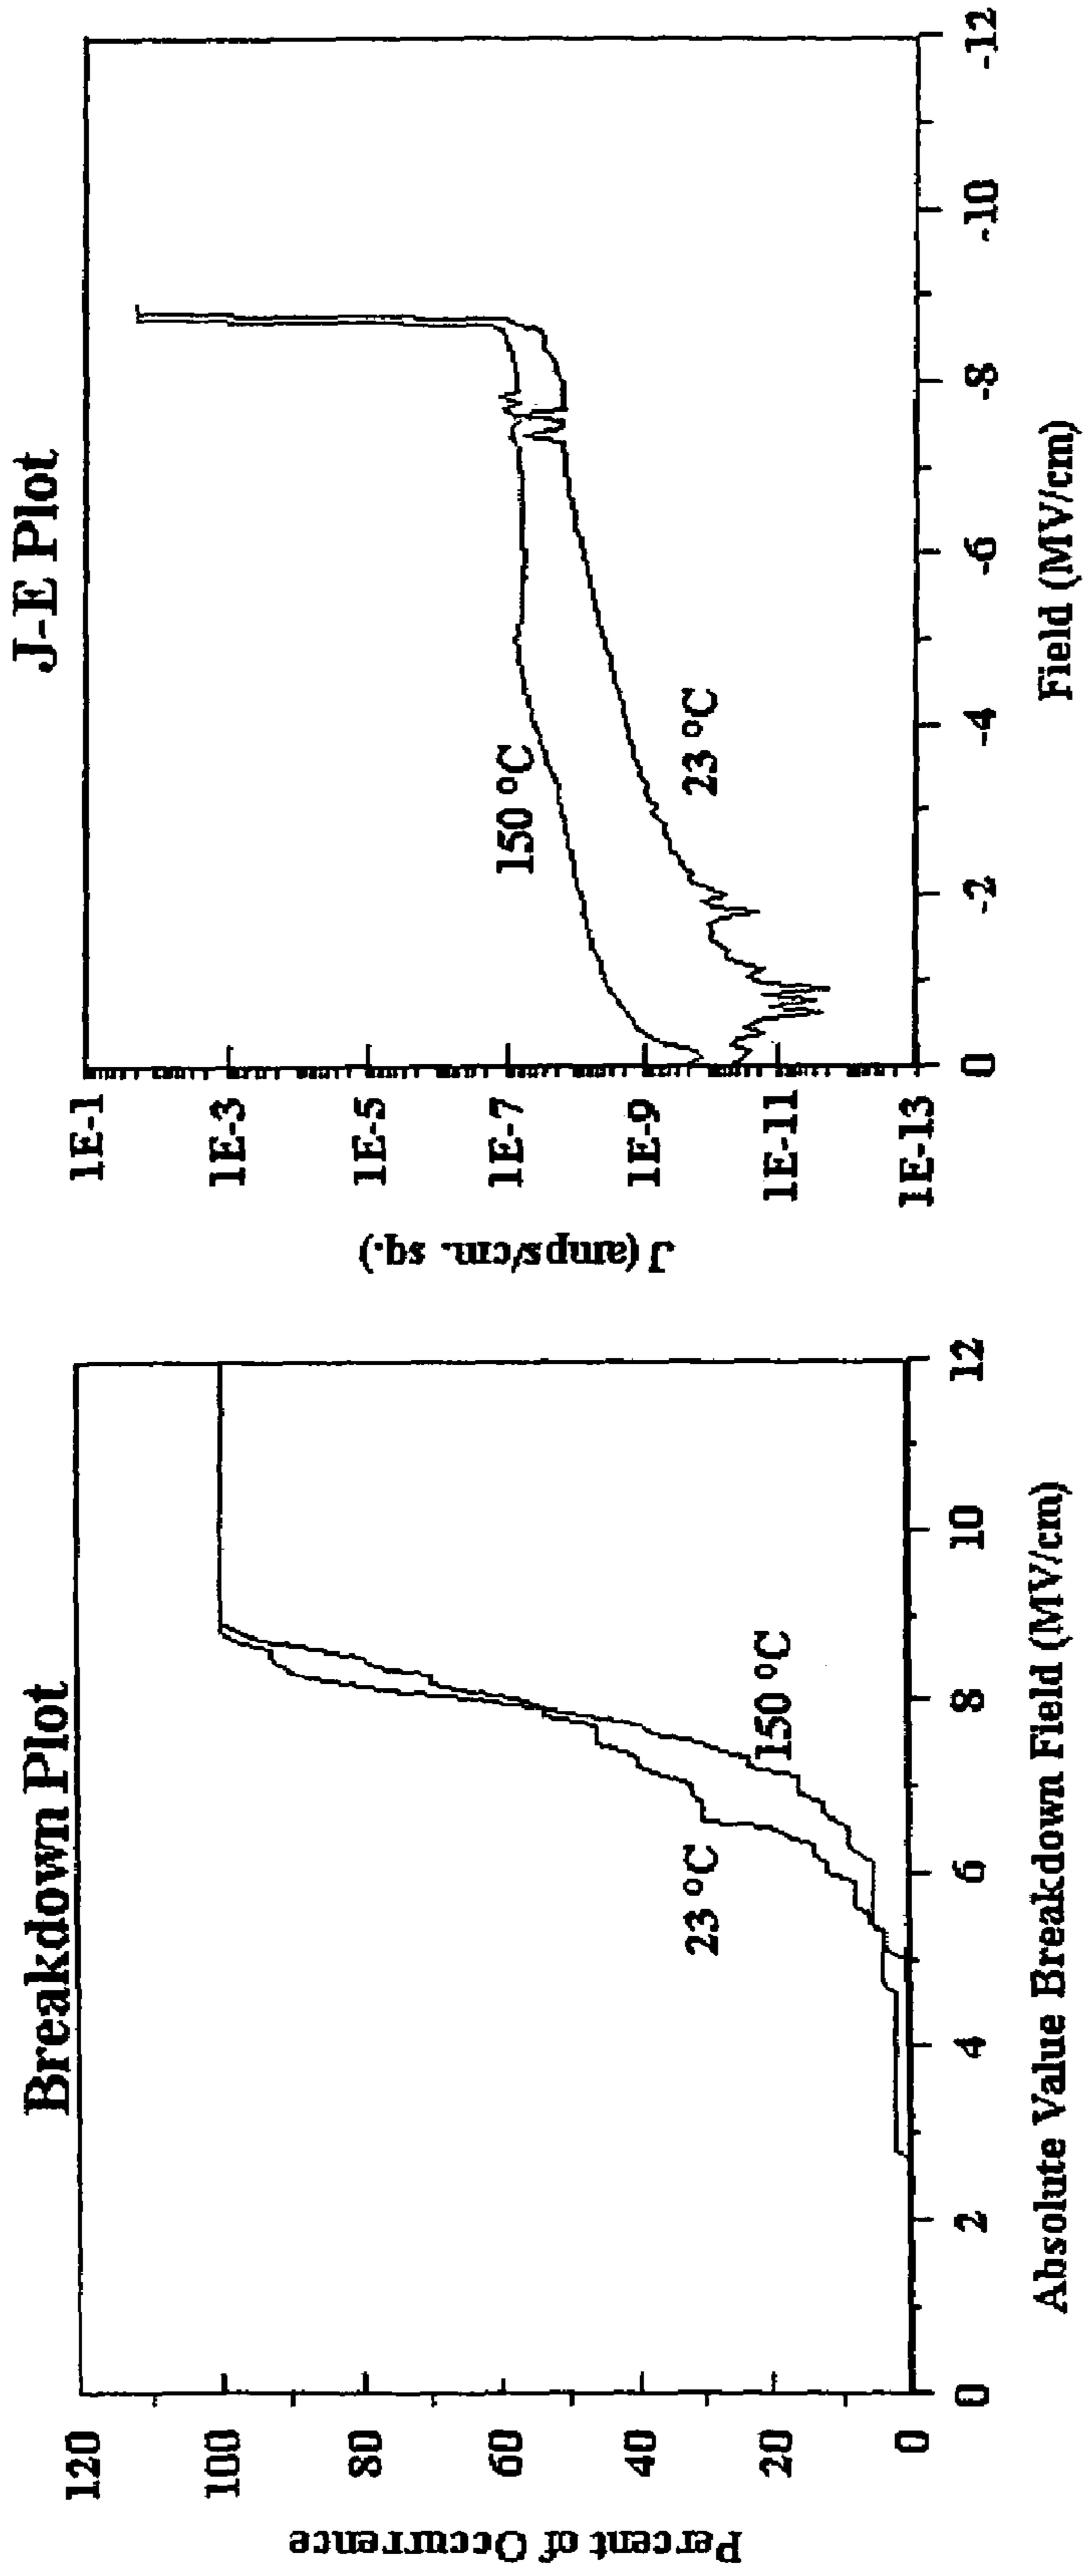 Breakdown Plot
120
100
80
60
40
20
0
Percent of Occurrence
23 °C
150 °C
0
2
4
6
8
10
12
Absolute Value Breakdown Field (MV/cm)
J-E Plot
1E-1
1E-3
1E-5
1E-7
1E-9
1E-11
1E-13
J (amps/cm. sq.)
150 °C
23 °C
0
-2
-4
-6
-8
-10
-12
Field (MV/cm)